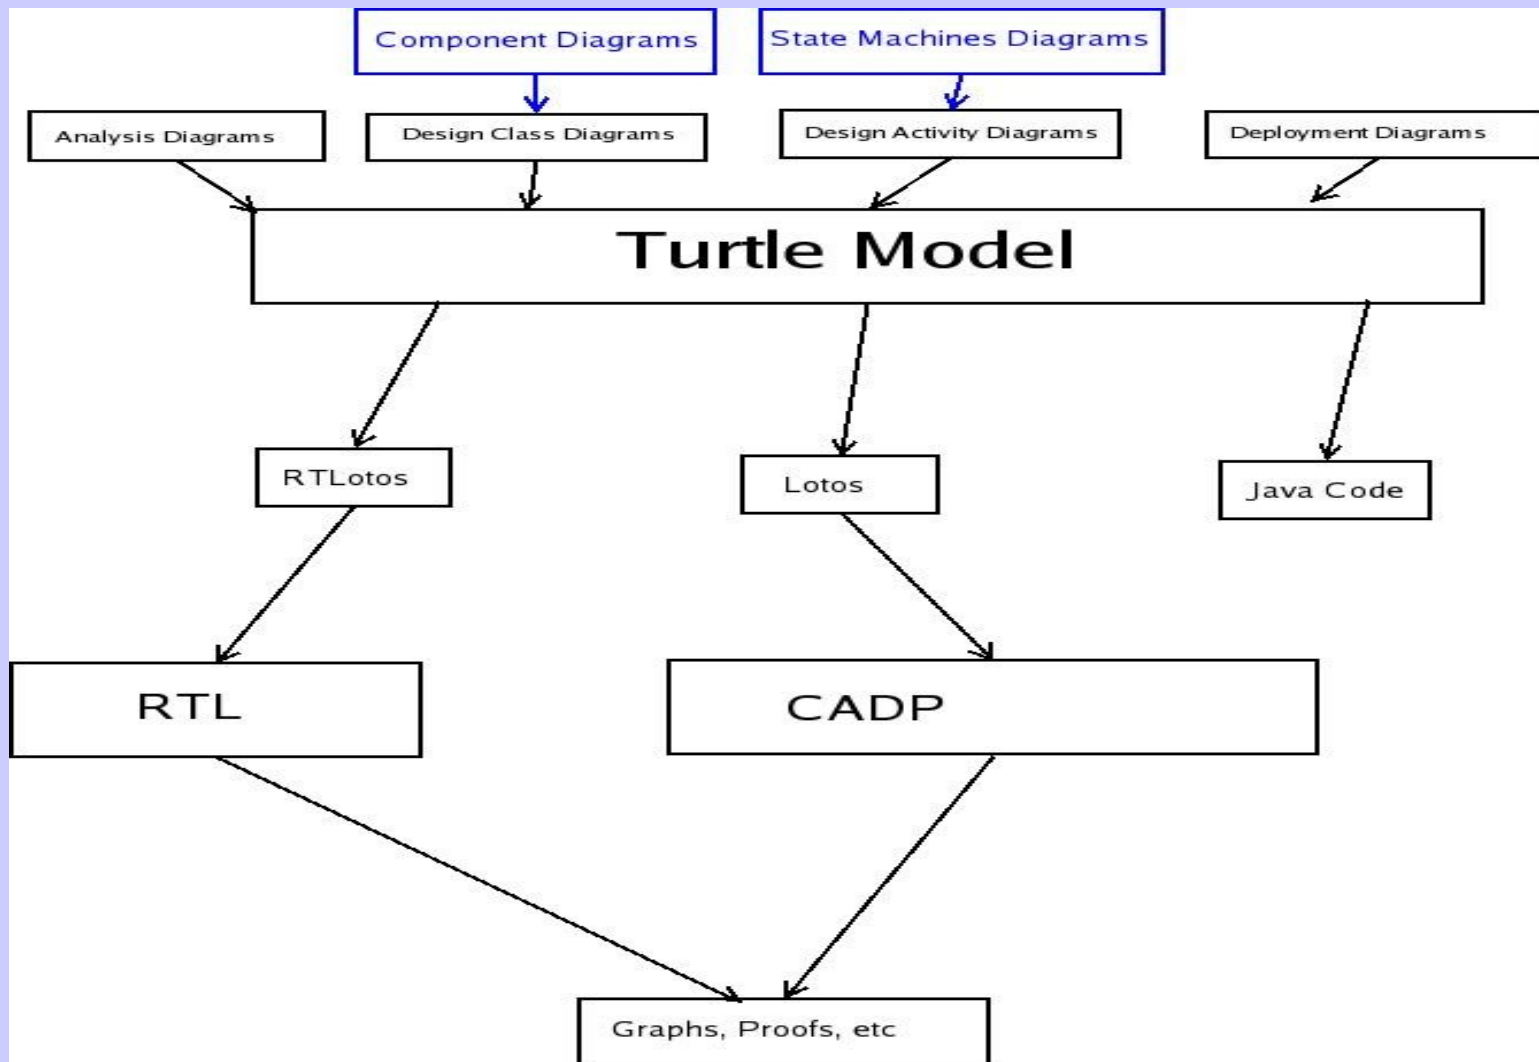 Component Diagrams
State Machines Diagrams
Analysis Diagrams
Design Class Diagrams
Design Activity Diagrams
Deployment Diagrams
Turtle Model
RTLotos
Lotos
Java Code
RTL
CADP
Graphs, Proofs, etc